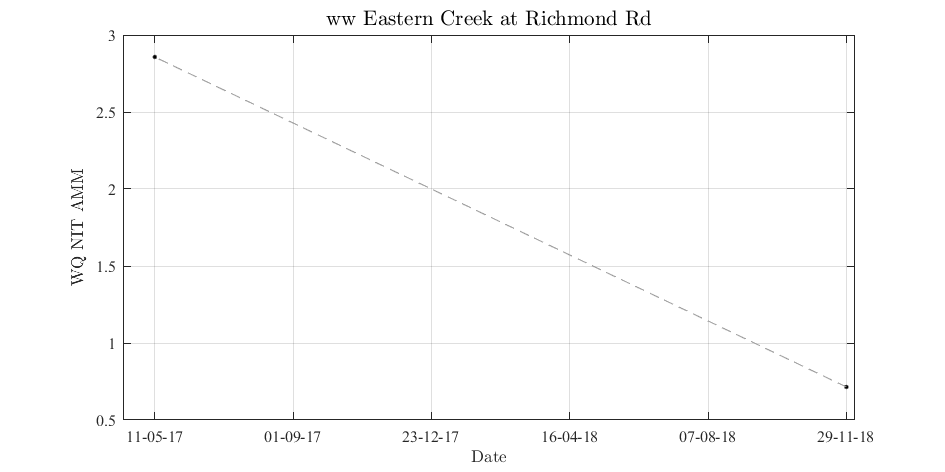 ww Eastern Creek at Richmond Rd
3
2.5
2
1.5
1
0.5
WQ NIT AMM
11-05-17 01-09-17 23-12-17 16-04-18 07-08-18 29-11-18
Date